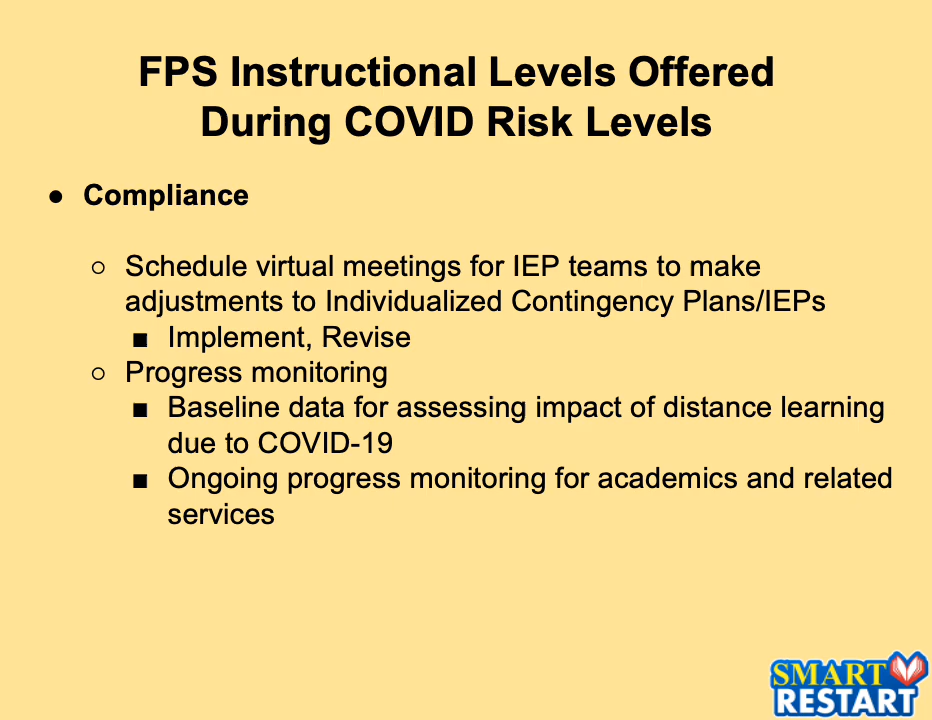 FPS Instructional Levels Offered
During COVID Risk Levels
● Compliance
○ Schedule virtual meetings for IEP teams to make
adjustments to Individualized Contingency Plans/IEPs
■ Implement, Revise
○ Progress monitoring
■ Baseline data for assessing impact of distance learning
due to COVID-19
■ Ongoing progress monitoring for academics and related
services
SMART
RESTART